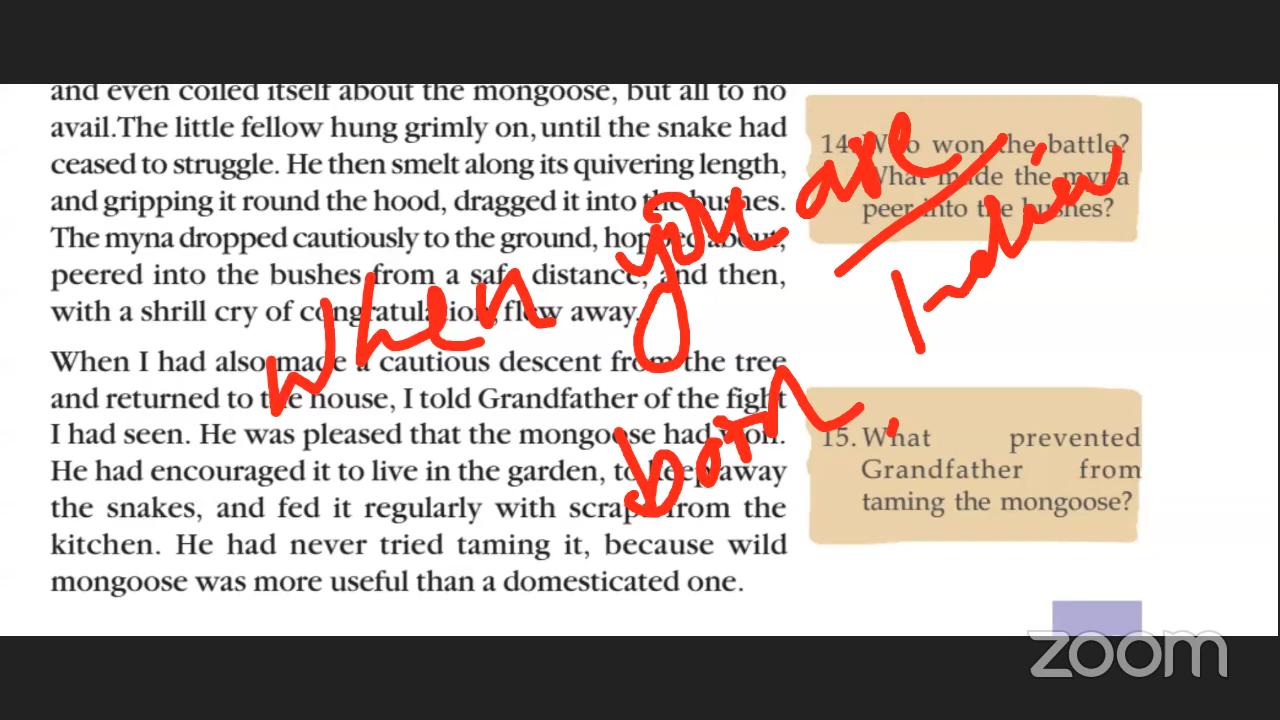 and even coiled itself about the mongoose, but all to no
avail.The little fellow hung grimly on, until the snake had
ceased to struggle. He then smelt along its quivering length,
and gripping it round the hood, dragged it into the bushes.
The myna dropped cautiously to the ground, hopped about,
peered into the bushes from a safe distance, and then,
with a shrill cry of congratulation, flew away.
When I had also made a cautious descent from the tree
and returned to the house, I told Grandfather of the fight
I had seen. He was pleased that the mongoose had won.
He had encouraged it to live in the garden, to keep away
the snakes, and fed it regularly with scraps from the
kitchen. He had never tried taming it, because wild
mongoose was more useful than a domesticated one.
14. Who won the battle?
What made the myna
peer into the bushes?
15. What prevented
Grandfather from
taming the mongoose?
when you are
born.
Indian
zoom